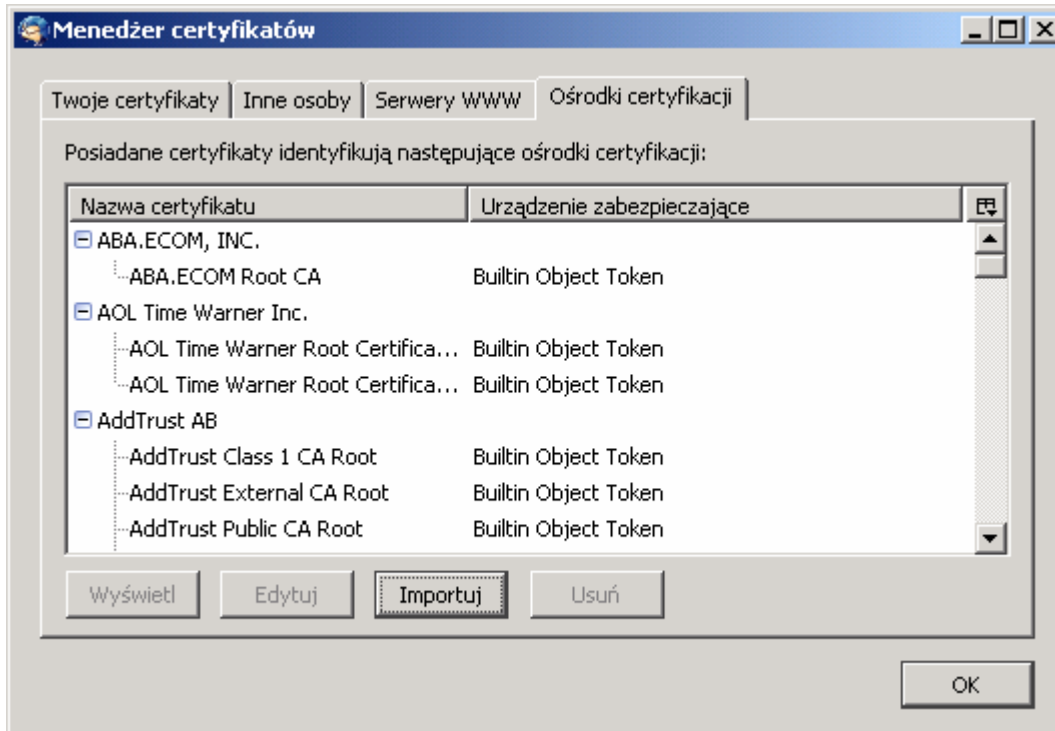 Menedżer certyfikatów
Twoje certyfikaty Inne osoby Serwery WWW Ośrodki certyfikacji
Posiadane certyfikaty identyfikują następujące ośrodki certyfikacji:
Nazwa certyfikatu Urządzenie zabezpieczające
ABA.ECOM, INC.
ABA.ECOM Root CA Builtin Object Token
AOL Time Warner Inc.
AOL Time Warner Root Certifica... Builtin Object Token
AOL Time Warner Root Certifica... Builtin Object Token
AddTrust AB
AddTrust Class 1 CA Root Builtin Object Token
AddTrust External CA Root Builtin Object Token
AddTrust Public CA Root Builtin Object Token
Wyświetl Edytuj Importuj Usuń
OK